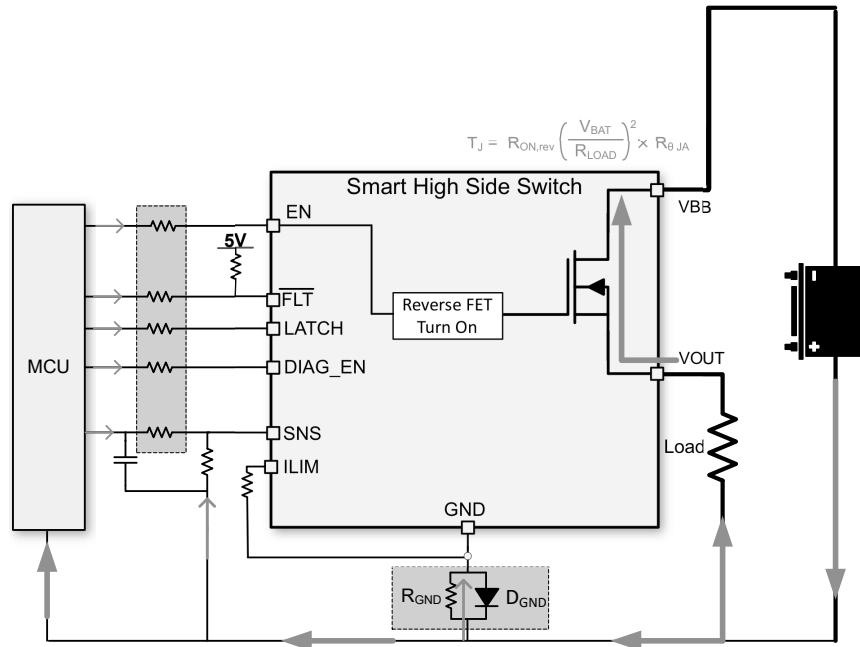 T_J = R_ON,rev (V_BAT / R_LOAD)^2 × R_θJA
Smart High Side Switch
EN
VBB
5V
FLT
Reverse FET
Turn On
LATCH
MCU
DIAG_EN
VOUT
-
+
SNS
Load
ILIM
GND
R_GND
D_GND